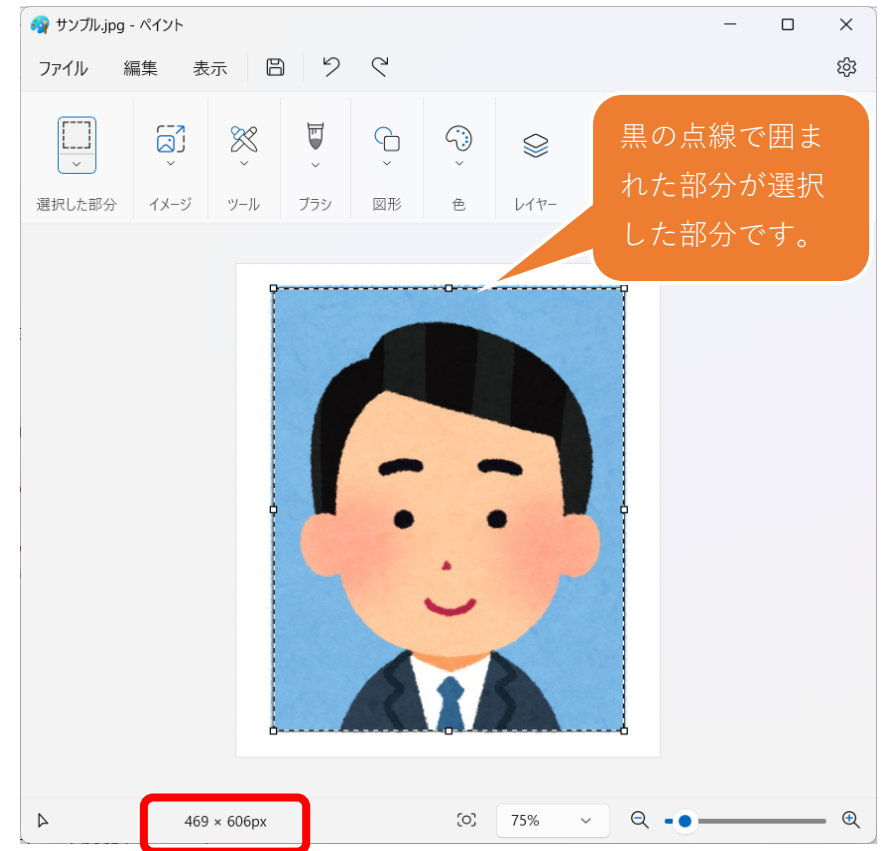 サンプル.jpg - ペイント
ファイル 編集 表示
選択した部分 イメージ ツール ブラシ 図形 色 レイヤー
黒の点線で囲ま
れた部分が選択
した部分です。
469 × 606px
75%